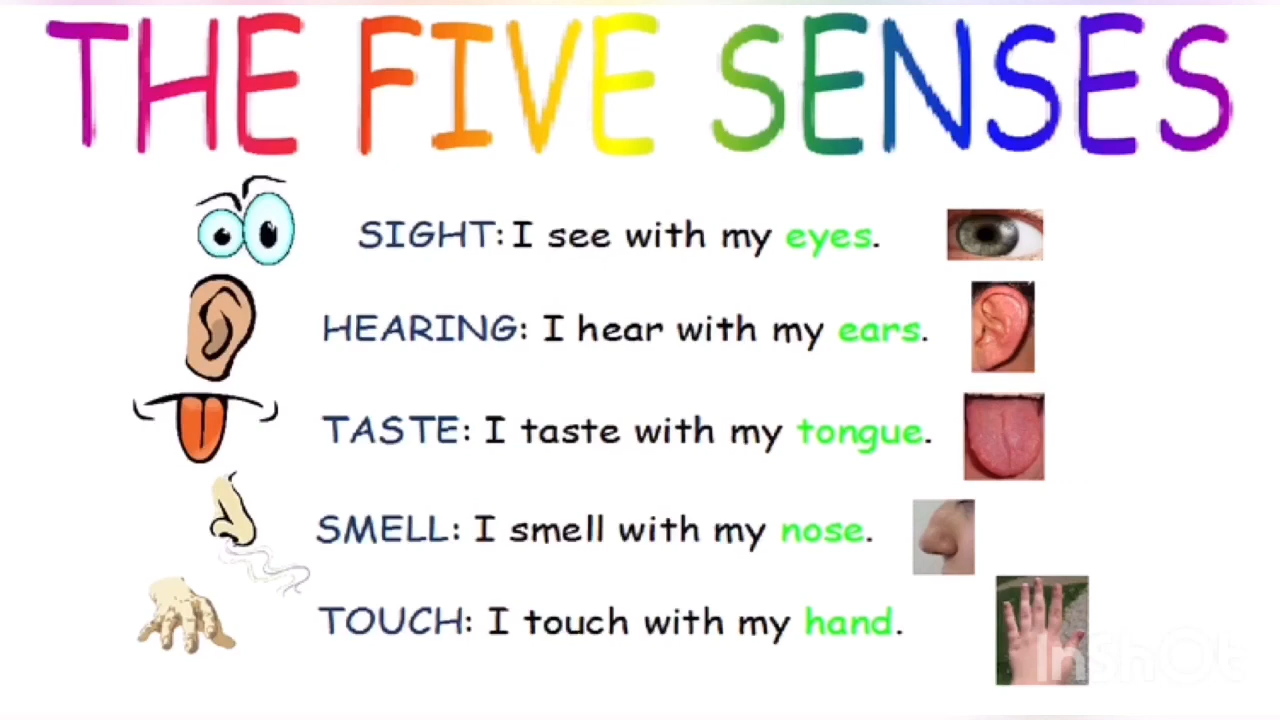 THE FIVE SENSES
SIGHT: I see with my eyes.
HEARING: I hear with my ears.
TASTE: I taste with my tongue.
SMELL: I smell with my nose.
TOUCH: I touch with my hand.
InShOt